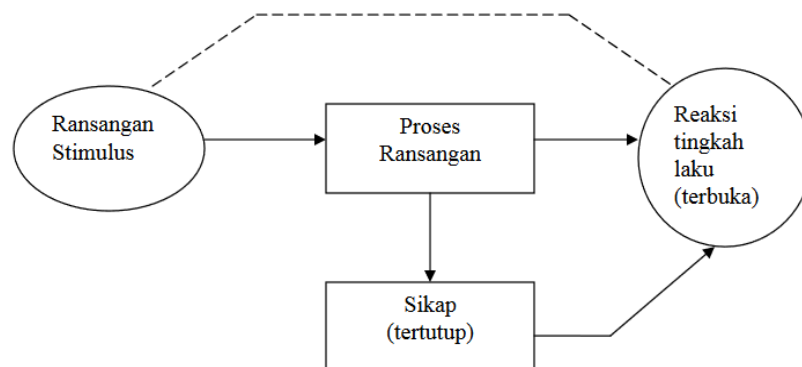 Ransangan
Stimulus
Proses
Ransangan
Reaksi
tingkah
laku
(terbuka)
Sikap
(tertutup)